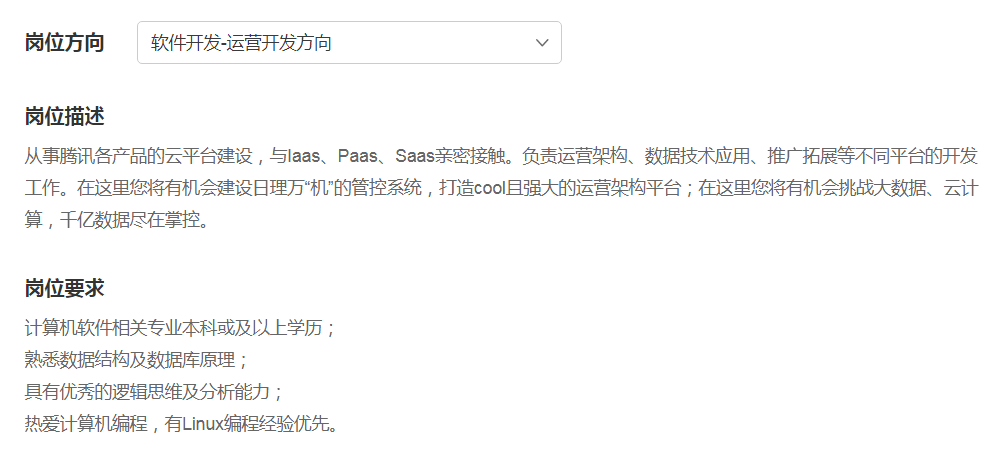 岗位方向 软件开发-运营开发方向
岗位描述
从事腾讯各产品的云平台建设，与Iaas、Paas、Saas亲密接触。负责运营架构、数据技术应用、推广拓展等不同平台的开发
工作。在这里您将有机会建设日理万“机”的管控系统，打造cool且强大的运营架构平台；在这里您将有机会挑战大数据、云计
算，千亿数据尽在掌控。
岗位要求
计算机软件相关专业本科或及以上学历；
熟悉数据结构及数据库原理；
具有优秀的逻辑思维及分析能力；
热爱计算机编程，有Linux编程经验优先。